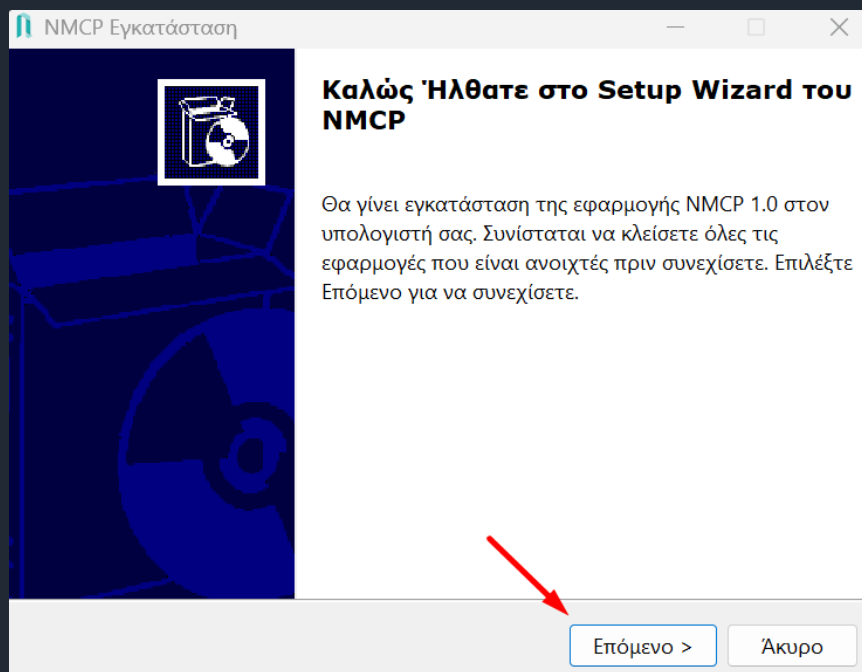 NMCP Εγκατάσταση
Καλώς Ήλθατε στο Setup Wizard του
NMCP
Θα γίνει εγκατάσταση της εφαρμογής NMCP 1.0 στον
υπολογιστή σας. Συνίσταται να κλείσετε όλες τις
εφαρμογές που είναι ανοιχτές πριν συνεχίσετε. Επιλέξτε
Επόμενο για να συνεχίσετε.
Επόμενο >
Άκυρο